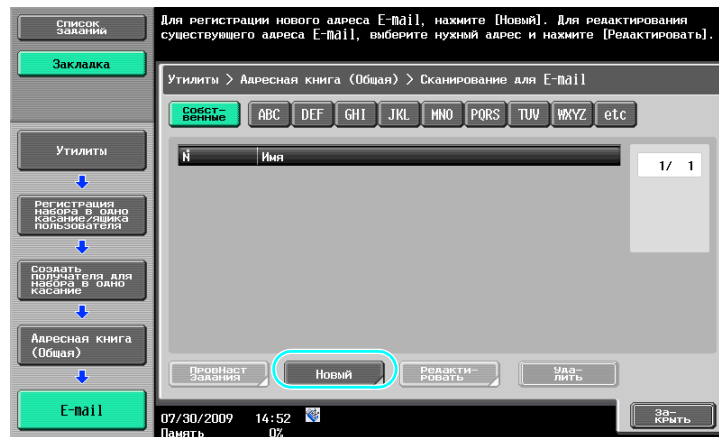 Список
заданий
Для регистрации нового адреса E-mail, нажмите [Новый]. Для редактирования
существующего адреса E-mail, выберите нужный адрес и нажмите [Редактировать].
Закладка
Утилиты > Адресная книга (Общая) > Сканирование для E-mail
Собст-
венные
ABC DEF GHI JKL MNO PQRS TUV WXYZ etc
N Имя
1/ 1
Утилиты
Регистрация
набора в одно
касание/ящика
пользователя
Создать
получателя для
набора в одно
касание
Адресная книга
(Общая)
E-mail
ПровНаст
Задания
Новый
Редакти-
ровать
Уда-
лить
07/30/2009 14:52
Память 0%
За-
крыть